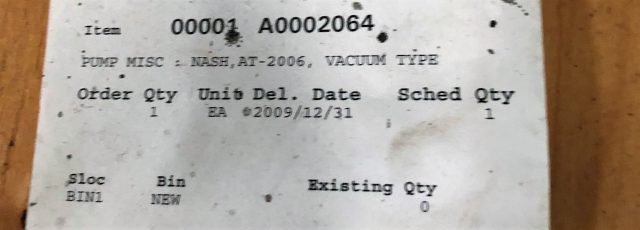 Item 00001 A0002064
PUMP MISC : NASH,AT-2006, VACUUM TYPE
Order Qty Unit Del. Date Sched Qty
1 EA 2009/12/31 1
Sloc Bin Existing Qty
BIN1 NEW 0